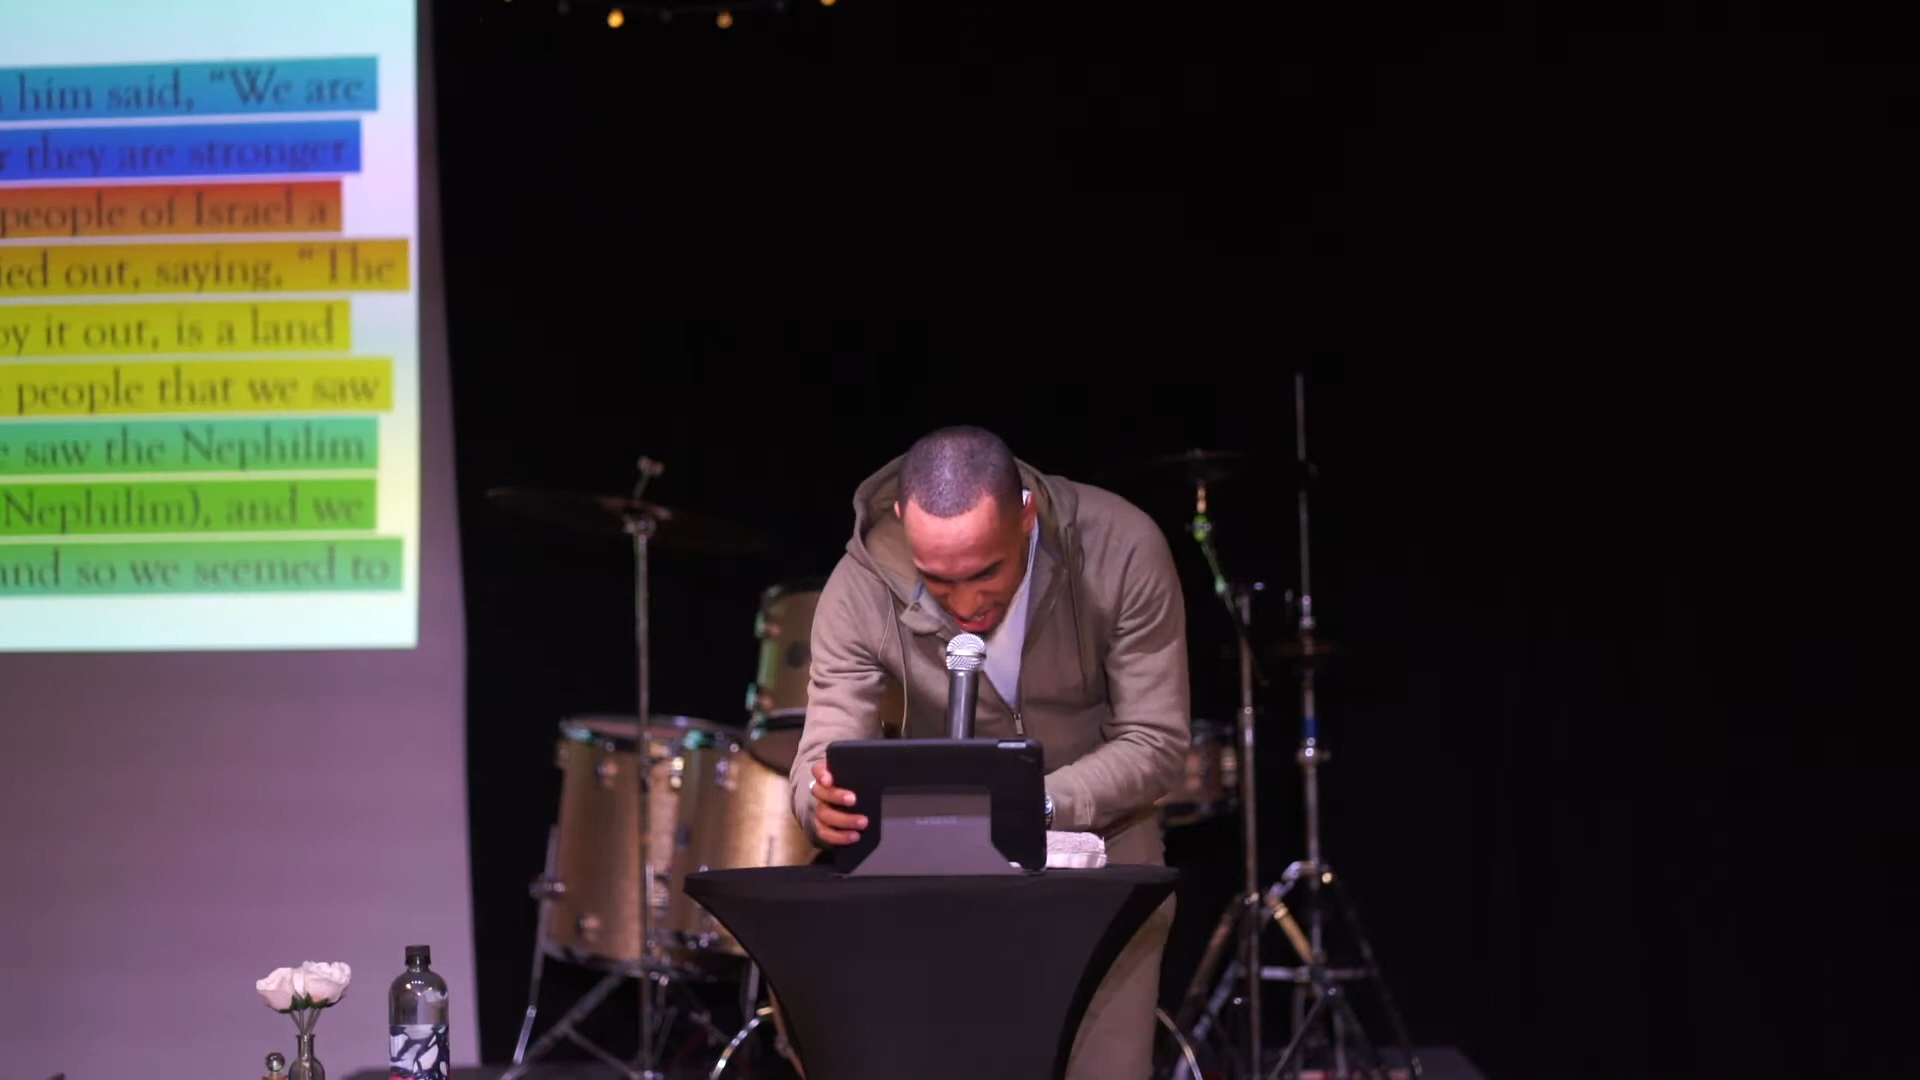 him said, "We are
r they are stronger
people of Israel a
ied out, saying, "The
py it out, is a land
people that we saw
e saw the Nephilim
Nephilim), and we
and so we seemed to